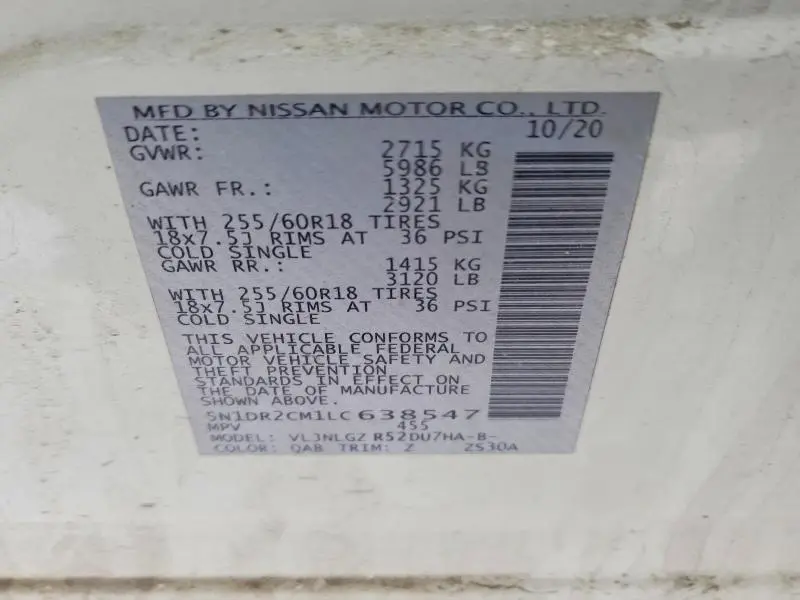 MFD BY NISSAN MOTOR CO., LTD.
DATE: 10/20
GVWR: 2715 KG
5986 LB
GAWR FR.: 1325 KG
2921 LB
WITH 255/60R18 TIRES
18x7.5J RIMS AT 36 PSI
COLD SINGLE
GAWR RR.: 1415 KG
3120 LB
WITH 255/60R18 TIRES
18x7.5J RIMS AT 36 PSI
COLD SINGLE
THIS VEHICLE CONFORMS TO
ALL APPLICABLE FEDERAL
MOTOR VEHICLE SAFETY AND
THEFT PREVENTION
STANDARDS IN EFFECT ON
THE DATE OF MANUFACTURE
SHOWN ABOVE.
5N1DR2CM1LC638547
MPV 455
MODEL: VLJNLGZ R52DU7HA-B-
COLOR: QAB TRIM: Z ZS30A